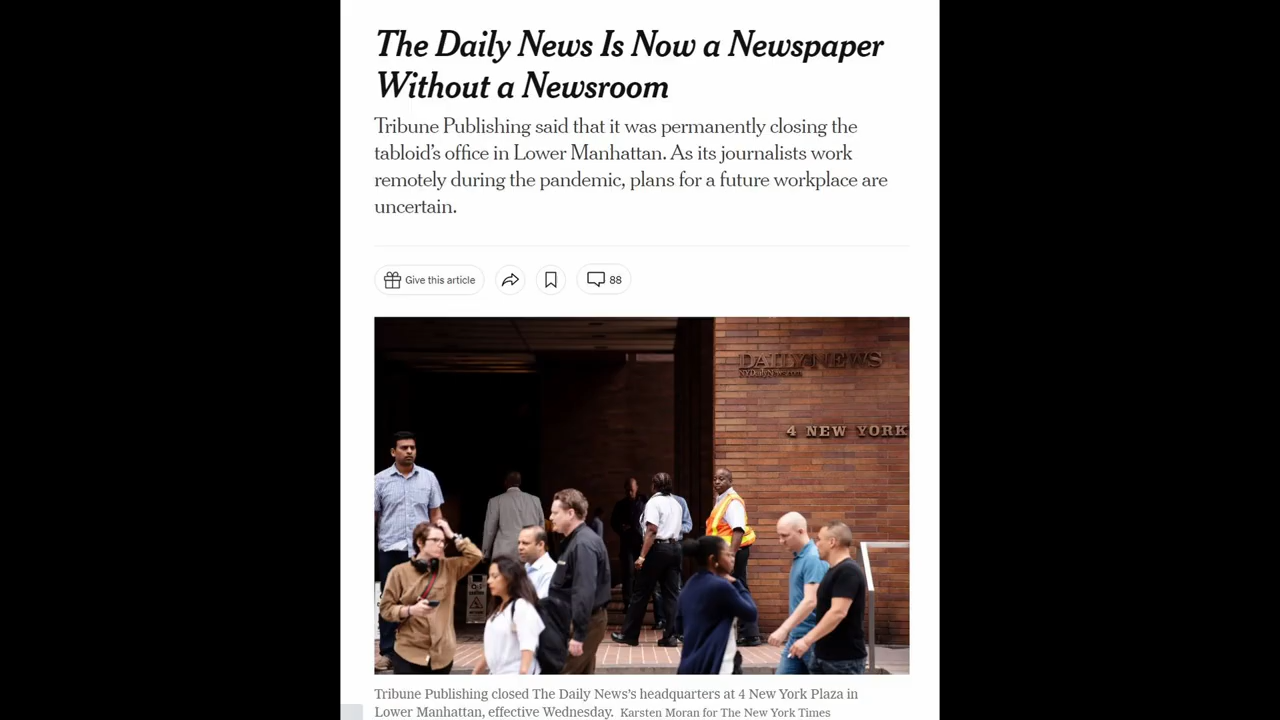 The Daily News Is Now a Newspaper
Without a Newsroom
Tribune Publishing said that it was permanently closing the
tabloid's office in Lower Manhattan. As its journalists work
remotely during the pandemic, plans for a future workplace are
uncertain.
Give this article
88
DAILY NEWS
NYDailyNews.com
4 NEW YORK
Tribune Publishing closed The Daily News's headquarters at 4 New York Plaza in
Lower Manhattan, effective Wednesday. Karsten Moran for The New York Times